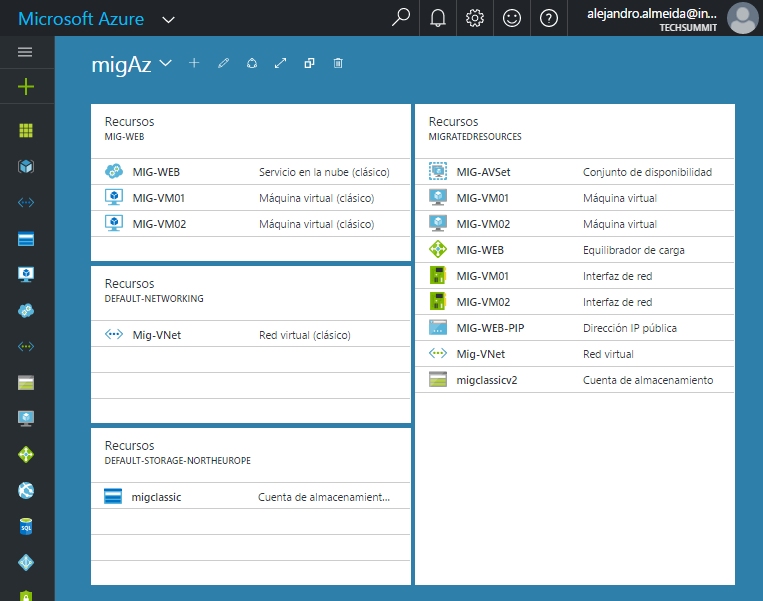 Microsoft Azure
alejandro.almeida@in...
TECHSUMMIT
migAz
Recursos
MIG-WEB
MIG-WEB Servicio en la nube (clásico)
MIG-VM01 Máquina virtual (clásico)
MIG-VM02 Máquina virtual (clásico)
Recursos
DEFAULT-NETWORKING
Mig-VNet Red virtual (clásico)
Recursos
DEFAULT-STORAGE-NORTHEUROPE
migclassic Cuenta de almacenamient...
Recursos
MIGRATEDRESOURCES
MIG-AVSet Conjunto de disponibilidad
MIG-VM01 Máquina virtual
MIG-VM02 Máquina virtual
MIG-WEB Equilibrador de carga
MIG-VM01 Interfaz de red
MIG-VM02 Interfaz de red
MIG-WEB-PIP Dirección IP pública
Mig-VNet Red virtual
migclassicv2 Cuenta de almacenamiento
SQL